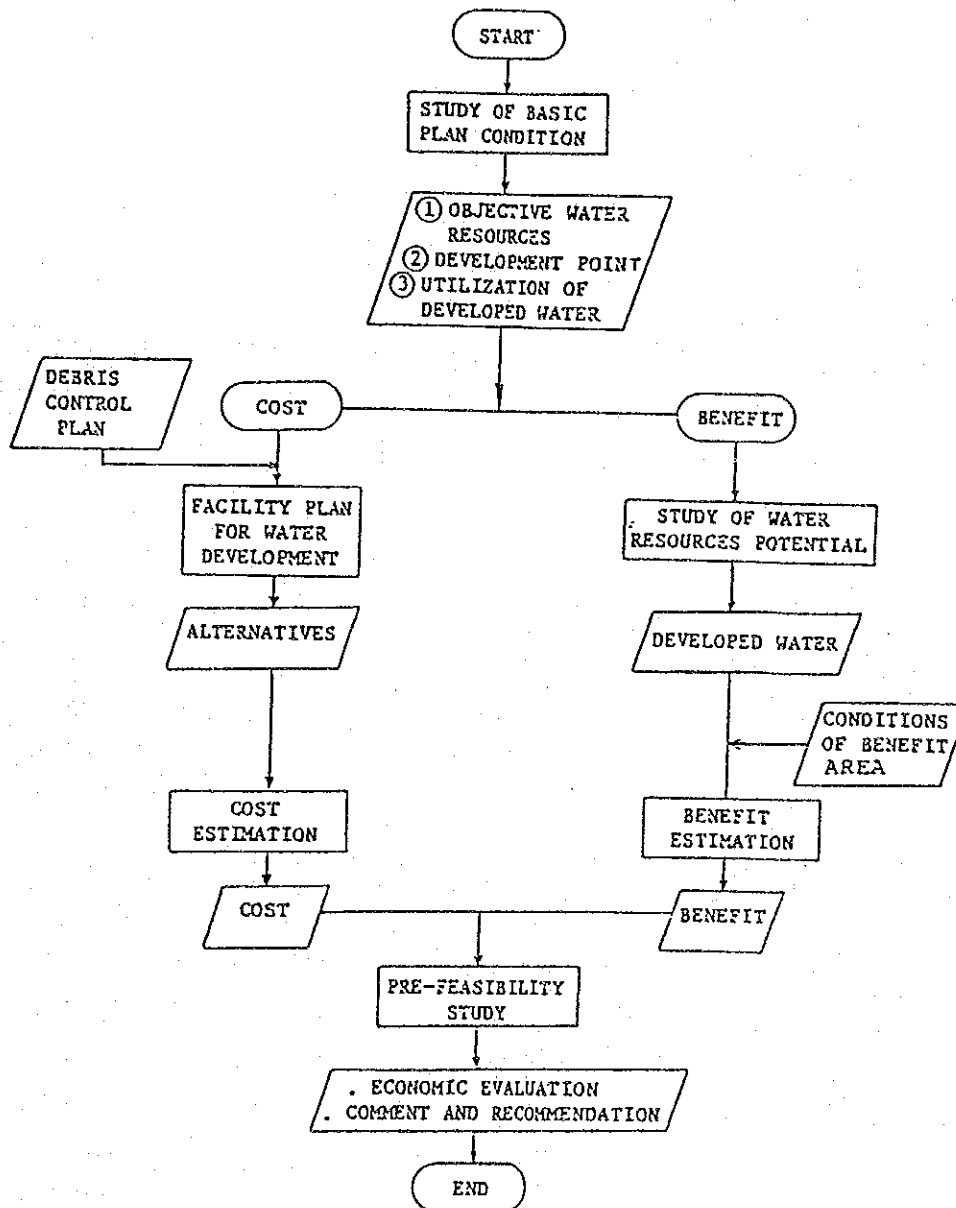 START
STUDY OF BASIC
PLAN CONDITION
① OBJECTIVE WATER
RESOURCES
② DEVELOPMENT POINT
③ UTILIZATION OF
DEVELOPED WATER
DEBRIS
CONTROL
PLAN
COST
BENEFIT
FACILITY PLAN
FOR WATER
DEVELOPMENT
. STUDY OF WATER
RESOURCES POTENTIAL
ALTERNATIVES
DEVELOPED WATER
CONDITIONS
OF BENEFIT
AREA
COST
ESTIMATION
BENEFIT
ESTIMATION
COST
BENEFIT
PRE-FEASIBILITY
STUDY
. ECONOMIC EVALUATION
. COMMENT AND RECOMMENDATION
END